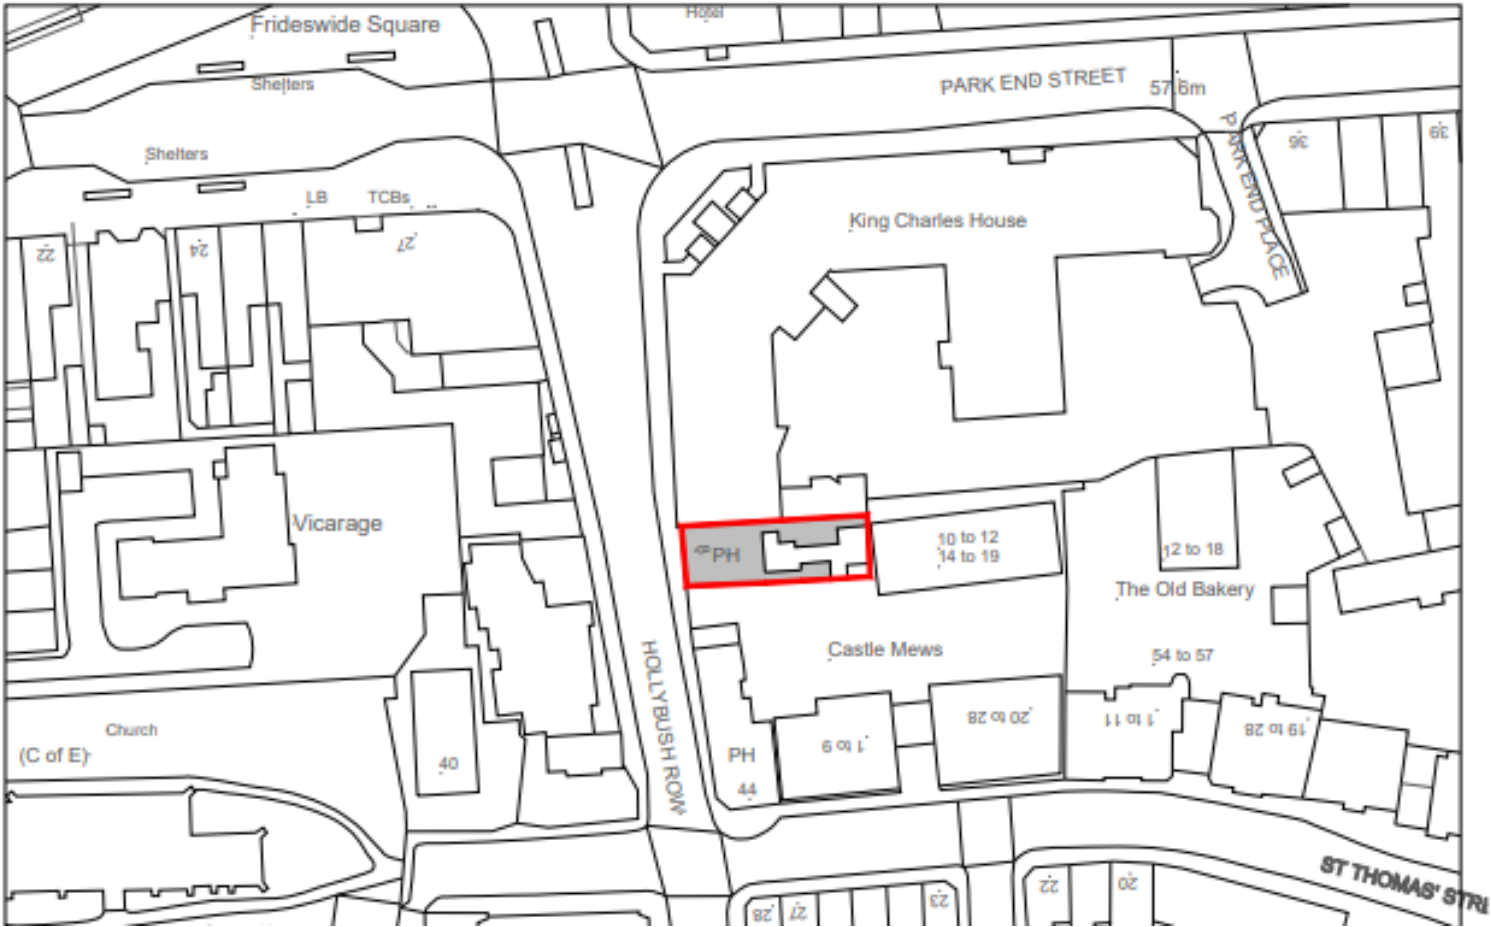 Frideswide Square
Hotel
Shelters
PARK END STREET
57.6m
PARK END PLACE
36
39
Shelters
LB
TCBs
22
24
27
King Charles House
Vicarage
PH
10 to 12
14 to 19
12 to 18
The Old Bakery
Castle Mews
54 to 57
HOLLYBUSH ROW
Church
(C of E)
40
PH
44
1 to 9
20 to 28
1 to 11
19 to 28
ST THOMAS' STRE
28
27
23
22
20